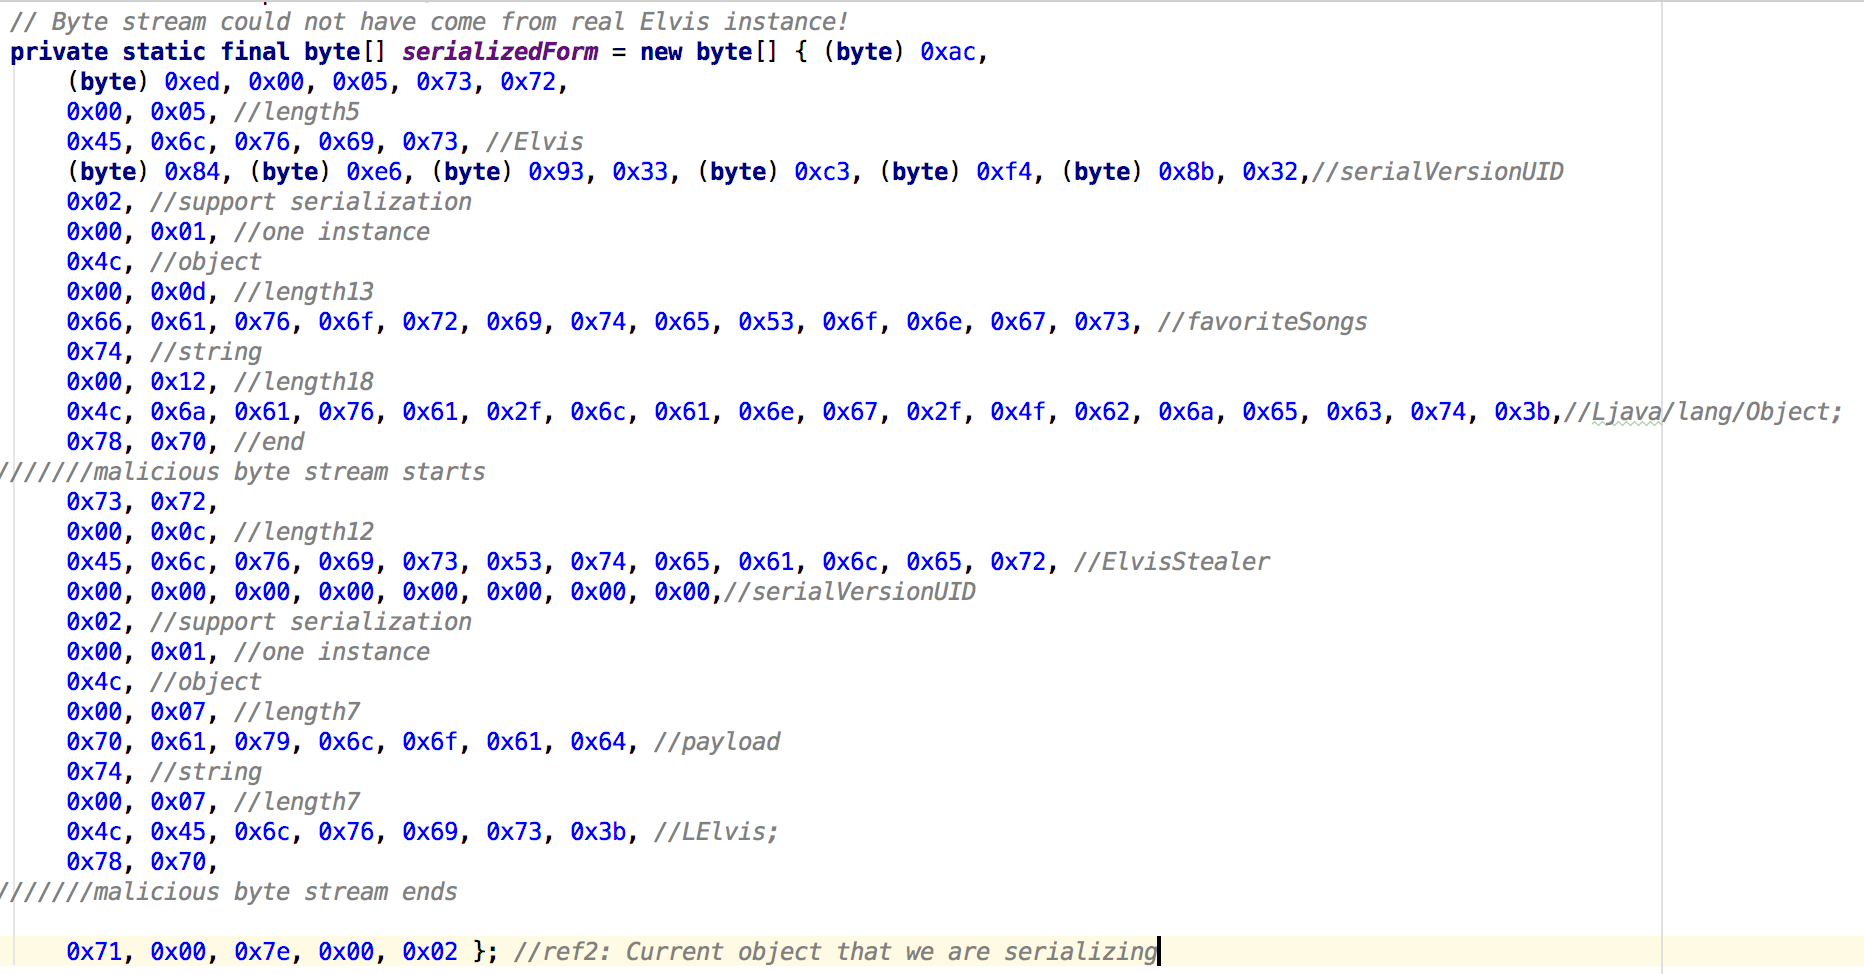 // Byte stream could not have come from real Elvis instance!
private static final byte[] serializedForm = new byte[] { (byte) 0xac,
(byte) 0xed, 0x00, 0x05, 0x73, 0x72,
0x00, 0x05, //length5
0x45, 0x6c, 0x76, 0x69, 0x73, //Elvis
(byte) 0x84, (byte) 0xe6, (byte) 0x93, 0x33, (byte) 0xc3, (byte) 0xf4, (byte) 0x8b, 0x32,//serialVersionUID
0x02, //support serialization
0x00, 0x01, //one instance
0x4c, //object
0x00, 0x0d, //length13
0x66, 0x61, 0x76, 0x6f, 0x72, 0x69, 0x74, 0x65, 0x53, 0x6f, 0x6e, 0x67, 0x73, //favoriteSongs
0x74, //string
0x00, 0x12, //length18
0x4c, 0x6a, 0x61, 0x76, 0x61, 0x2f, 0x6c, 0x61, 0x6e, 0x67, 0x2f, 0x4f, 0x62, 0x6a, 0x65, 0x63, 0x74, 0x3b,//Ljava/lang/Object;
0x78, 0x70, //end
///////malicious byte stream starts
0x73, 0x72,
0x00, 0x0c, //length12
0x45, 0x6c, 0x76, 0x69, 0x73, 0x53, 0x74, 0x65, 0x61, 0x6c, 0x65, 0x72, //ElvisStealer
0x00, 0x00, 0x00, 0x00, 0x00, 0x00, 0x00, 0x00,//serialVersionUID
0x02, //support serialization
0x00, 0x01, //one instance
0x4c, //object
0x00, 0x07, //length7
0x70, 0x61, 0x79, 0x6c, 0x6f, 0x61, 0x64, //payload
0x74, //string
0x00, 0x07, //length7
0x4c, 0x45, 0x6c, 0x76, 0x69, 0x73, 0x3b, //LElvis;
0x78, 0x70,
///////malicious byte stream ends
0x71, 0x00, 0x7e, 0x00, 0x02 }; //ref2: Current object that we are serializing